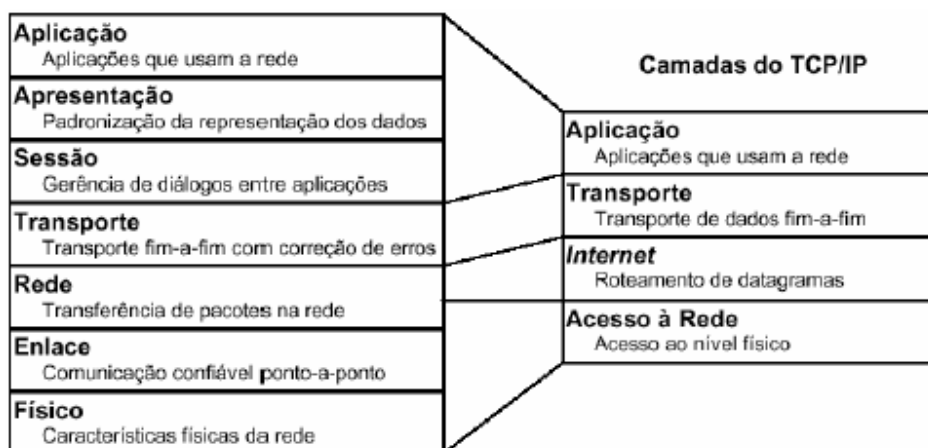 Aplicação
Aplicações que usam a rede
Apresentação
Padronização da representação dos dados
Sessão
Gerência de diálogos entre aplicações
Transporte
Transporte fim-a-fim com correção de erros
Rede
Transferência de pacotes na rede
Enlace
Comunicação confiável ponto-a-ponto
Físico
Características físicas da rede
Camadas do TCP/IP
Aplicação
Aplicações que usam a rede
Transporte
Transporte de dados fim-a-fim
Internet
Roteamento de datagramas
Acesso à Rede
Acesso ao nível físico